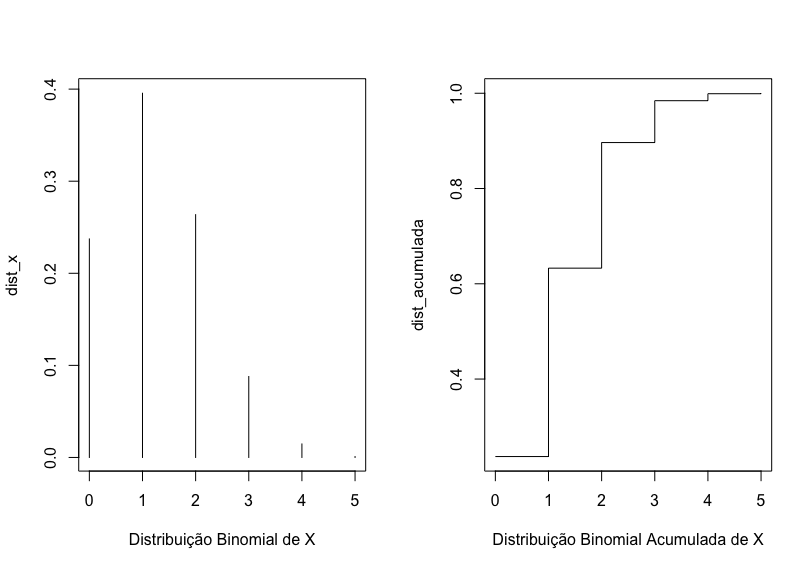 dist_x
0.4
0.3
0.2
0.1
0.0
0 1 2 3 4 5
Distribuição Binomial de X
dist_acumulada
1.0
0.8
0.6
0.4
0 1 2 3 4 5
Distribuição Binomial Acumulada de X